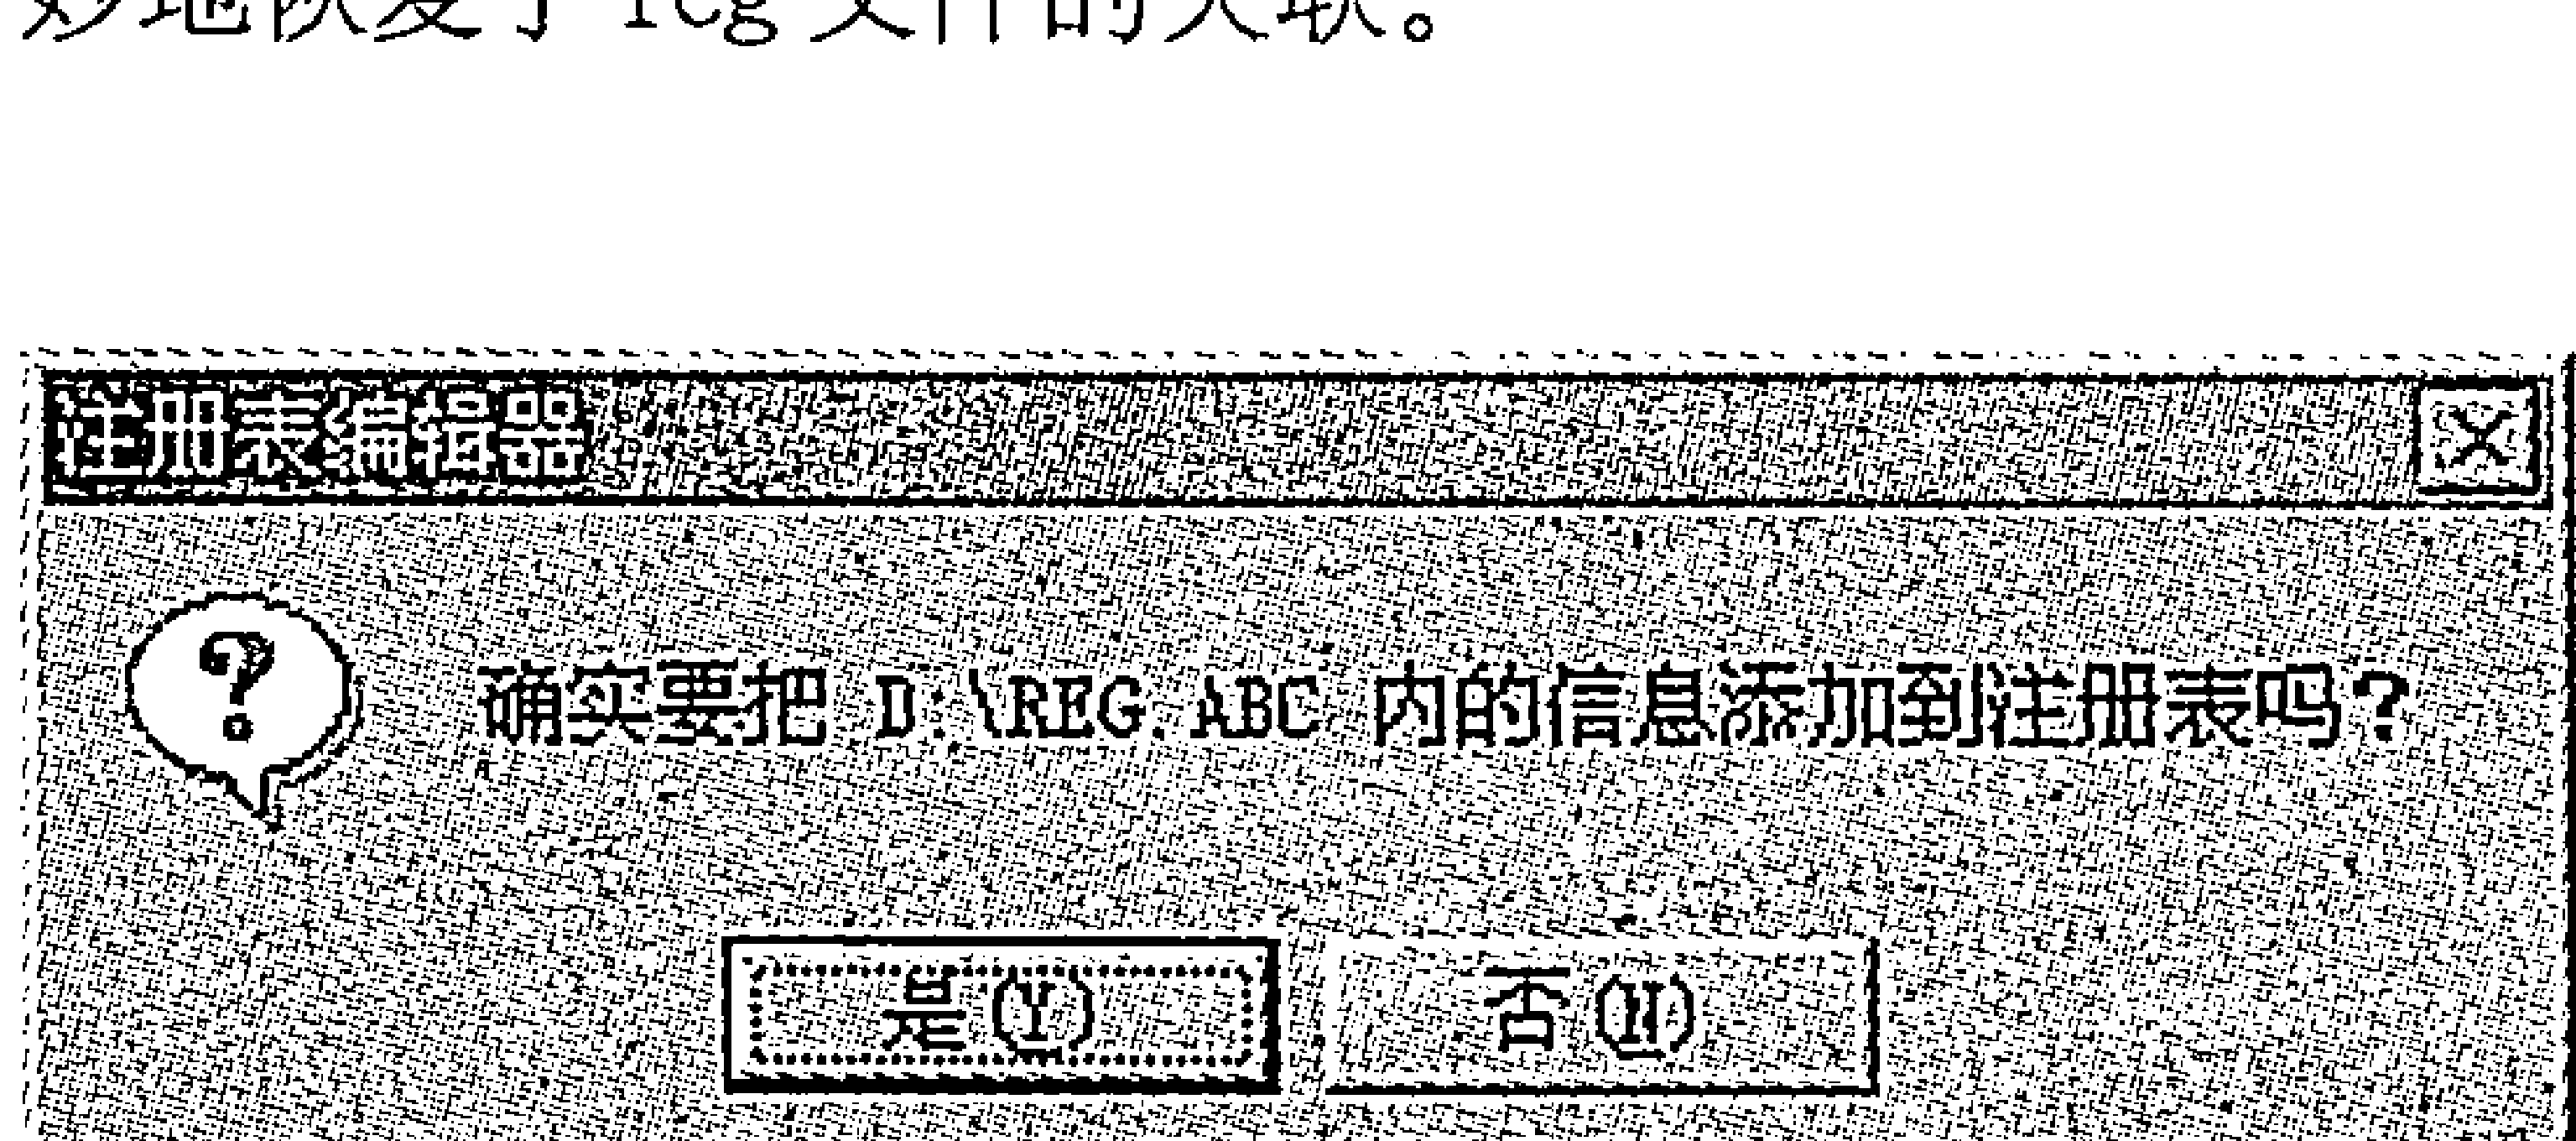 妙地恢复了 reg 文件的关联。
注册表编辑器
确实要把 D:\REG.ABC 内的信息添加到注册表吗?
是(Y) 否(N)